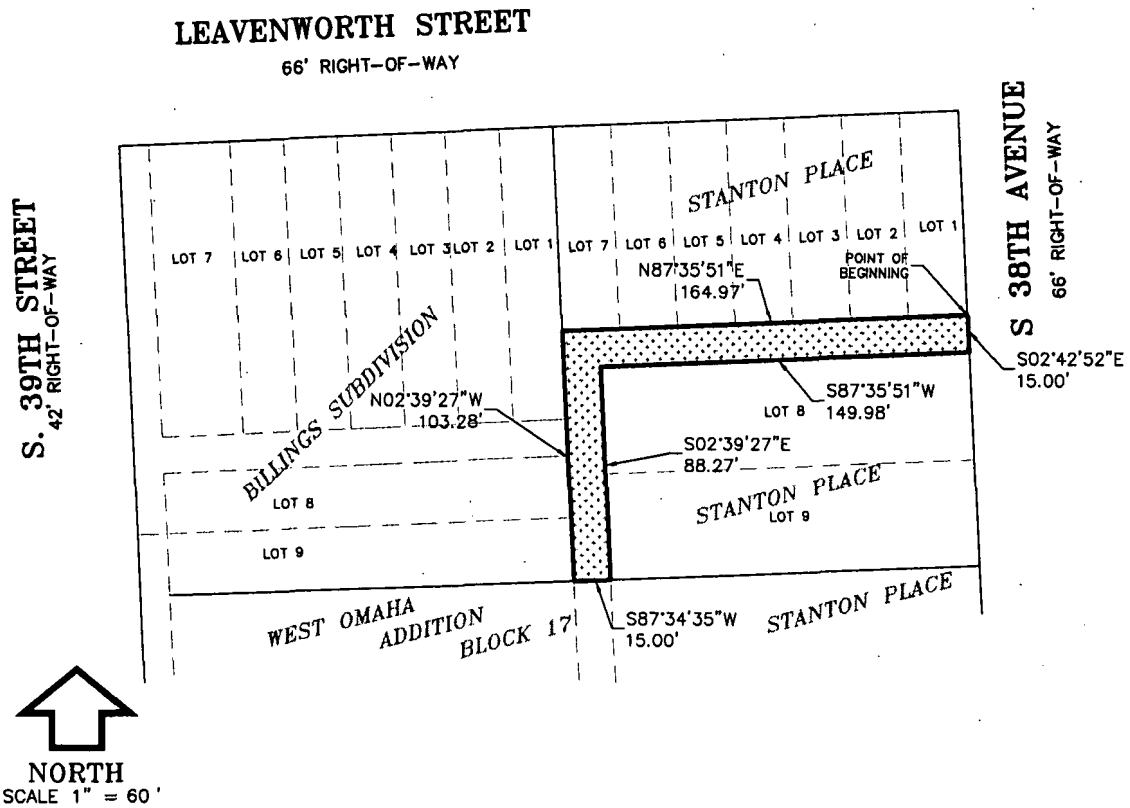 LEAVENWORTH STREET
66' RIGHT-OF-WAY
S. 39TH STREET
42' RIGHT-OF-WAY
S 38TH AVENUE
66' RIGHT-OF-WAY
STANTON PLACE
LOT 7
LOT 6
LOT 5
LOT 4
LOT 3
LOT 2
LOT 1
LOT 7
LOT 6
LOT 5
LOT 4
LOT 3
LOT 2
LOT 1
POINT OF
BEGINNING
N87°35'51"E
164.97'
S02°42'52"E
15.00'
BILLINGS SUBDIVISION
N02°39'27"W
103.28'
S87°35'51"W
149.98'
LOT 8
S02°39'27"E
88.27'
STANTON PLACE
LOT 9
LOT 8
LOT 9
WEST OMAHA
ADDITION
BLOCK 17
S87°34'35"W
15.00'
STANTON PLACE
NORTH
SCALE 1" = 60'